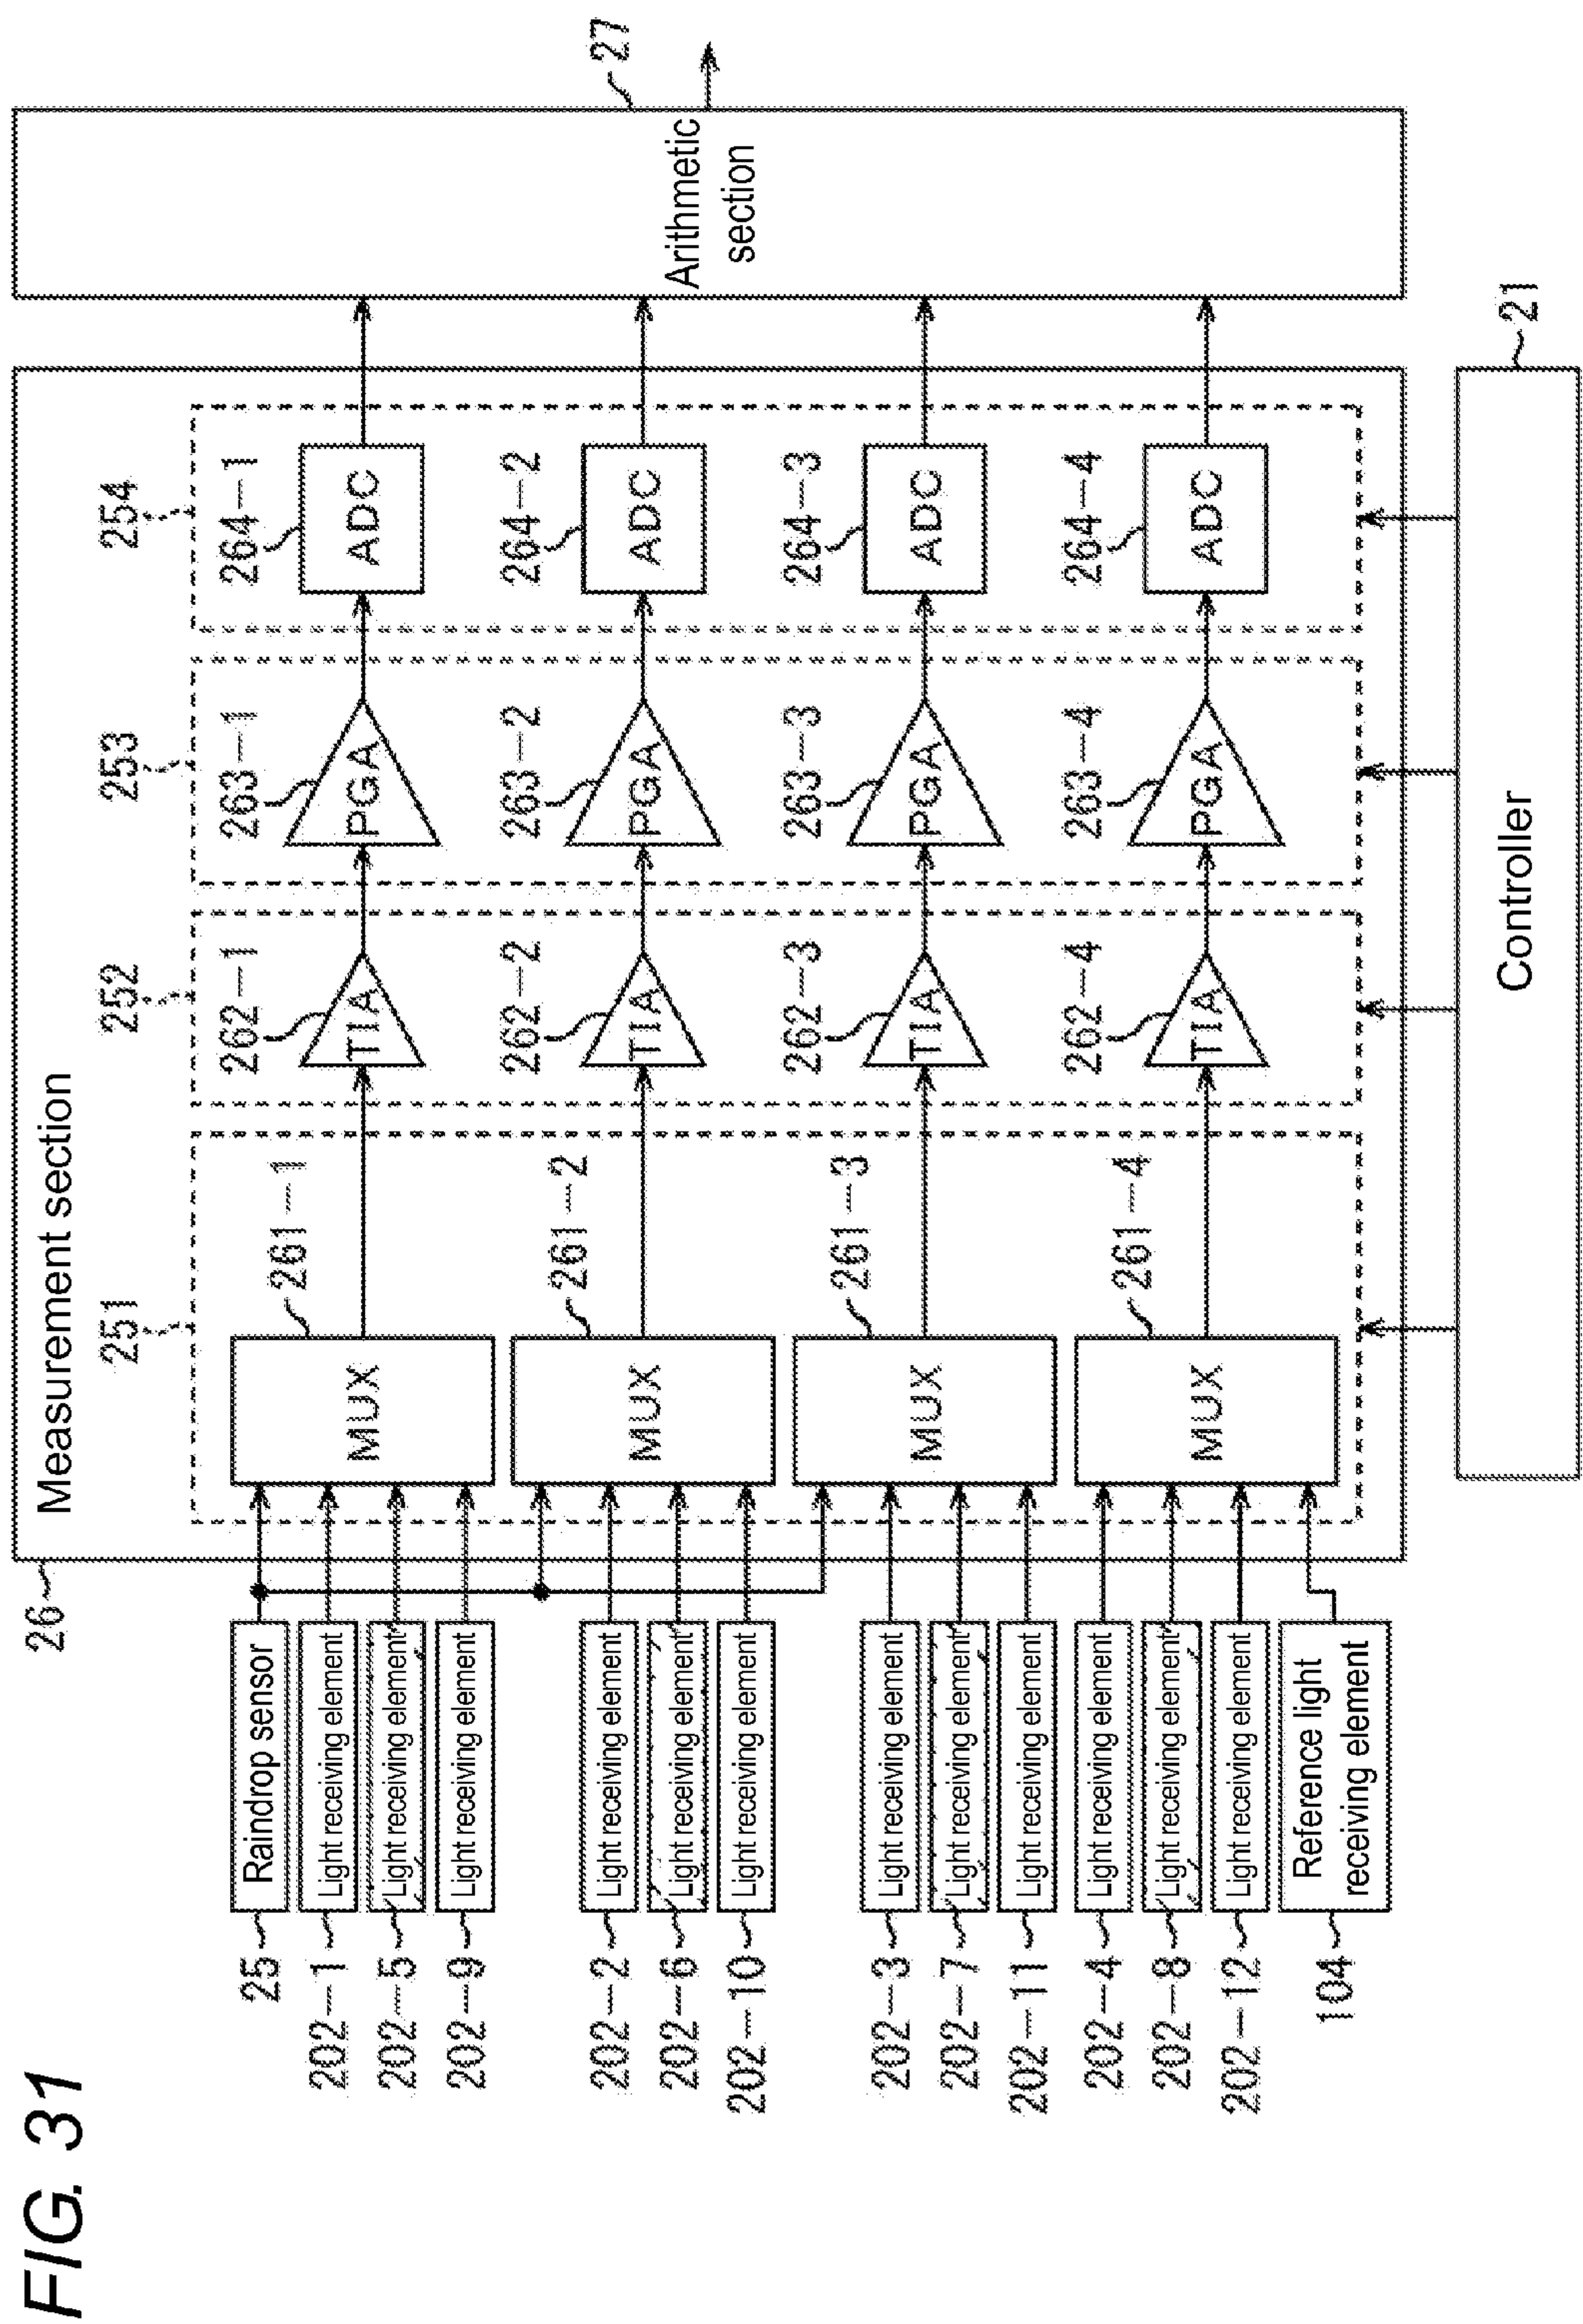 FIG. 31
26
Measurement section
251
252
253
254
27
25
Raindrop sensor
202-1
Light receiving element
202-5
Light receiving element
202-9
Light receiving element
MUX
261-1
TIA
262-1
PGA
263-1
ADC
264-1
202-2
Light receiving element
202-6
Light receiving element
202-10
Light receiving element
MUX
261-2
TIA
262-2
PGA
263-2
ADC
264-2
Arithmetic
section
202-3
Light receiving element
202-7
Light receiving element
202-11
Light receiving element
MUX
261-3
TIA
262-3
PGA
263-3
ADC
264-3
202-4
Light receiving element
202-8
Light receiving element
202-12
Light receiving element
104
Reference light
receiving element
MUX
261-4
TIA
262-4
PGA
263-4
ADC
264-4
Controller
21